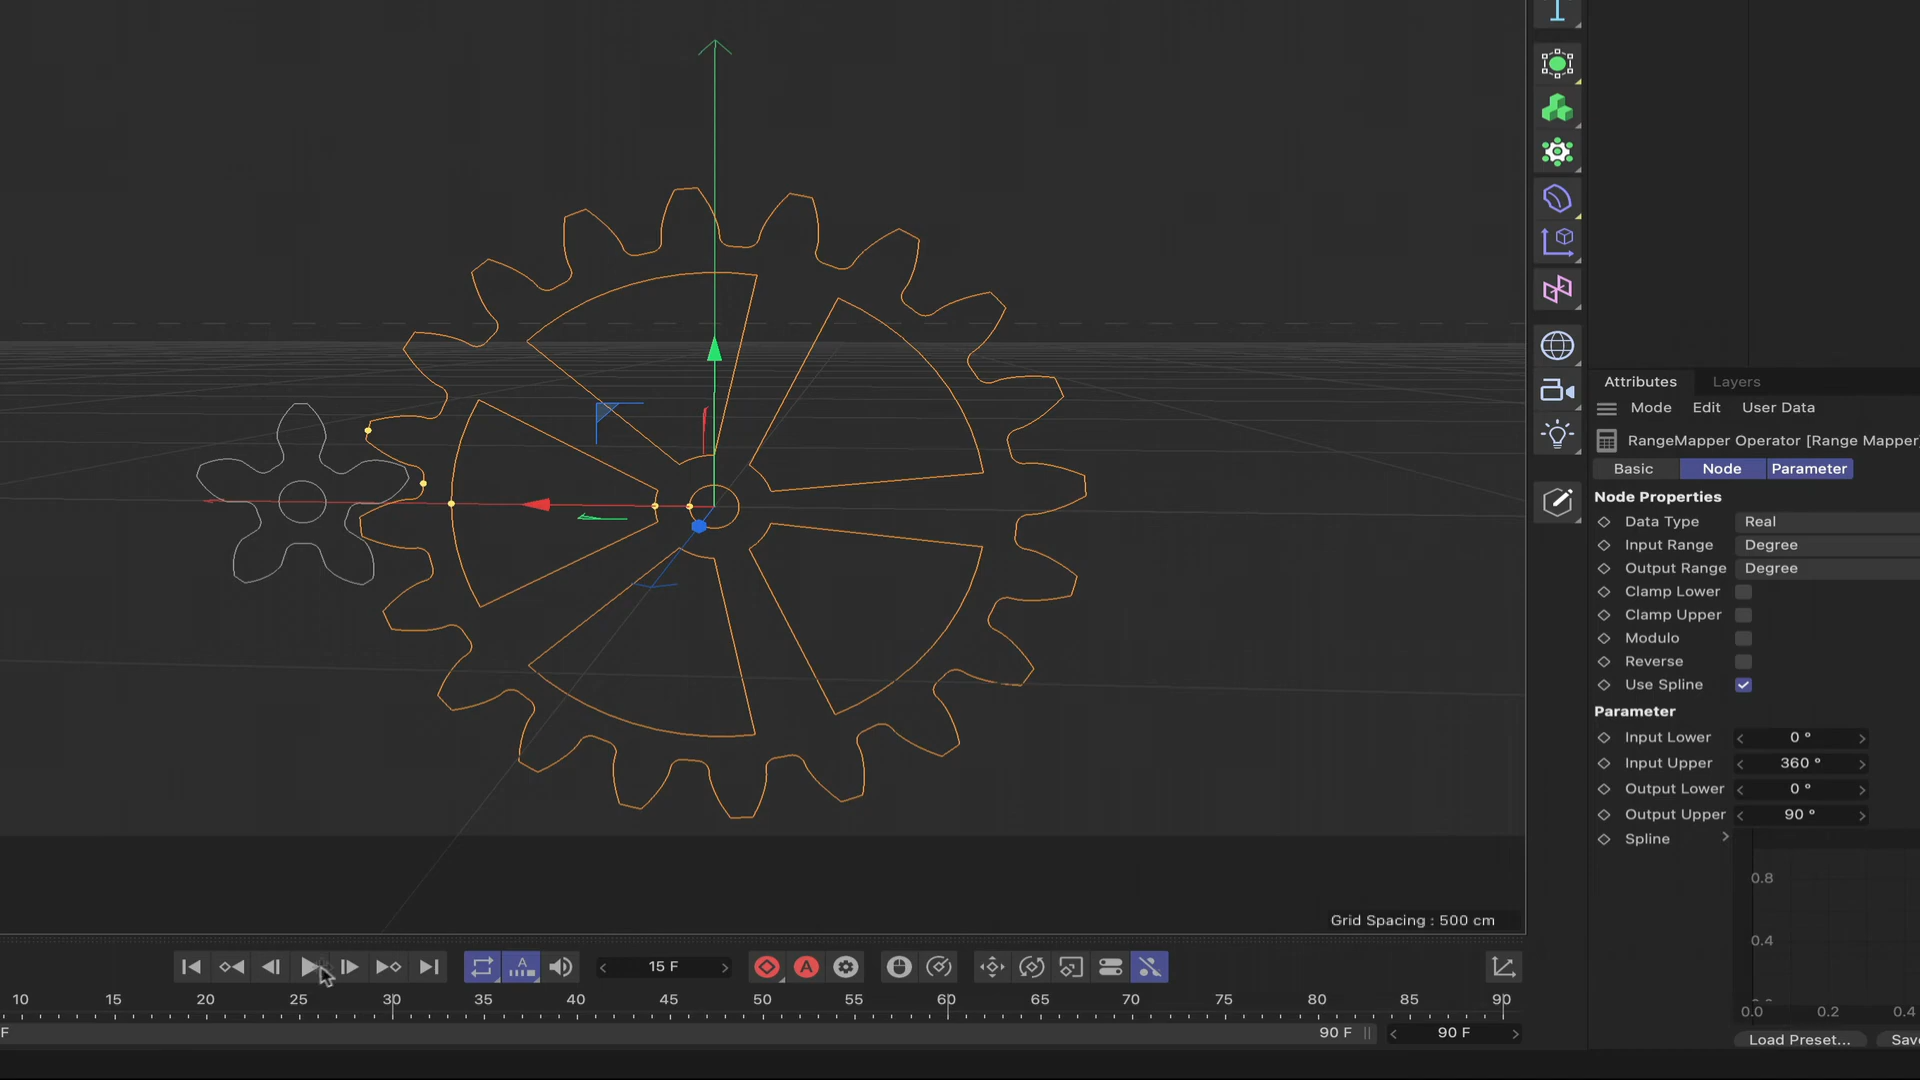 Attributes Layers
Mode Edit User Data
RangeMapper Operator [Range Mapper
Basic Node Parameter
Node Properties
Data Type Real
Input Range Degree
Output Range Degree
Clamp Lower
Clamp Upper
Modulo
Reverse
Use Spline
Parameter
Input Lower 0 °
Input Upper 360 °
Output Lower 0 °
Output Upper 90 °
Spline
0.8
0.4
0.0 0.2 0.4
Load Preset... Save
Grid Spacing : 500 cm
A
15 F
A
10 15 20 25 30 35 40 45 50 55 60 65 70 75 80 85 90
F 90 F 90 F